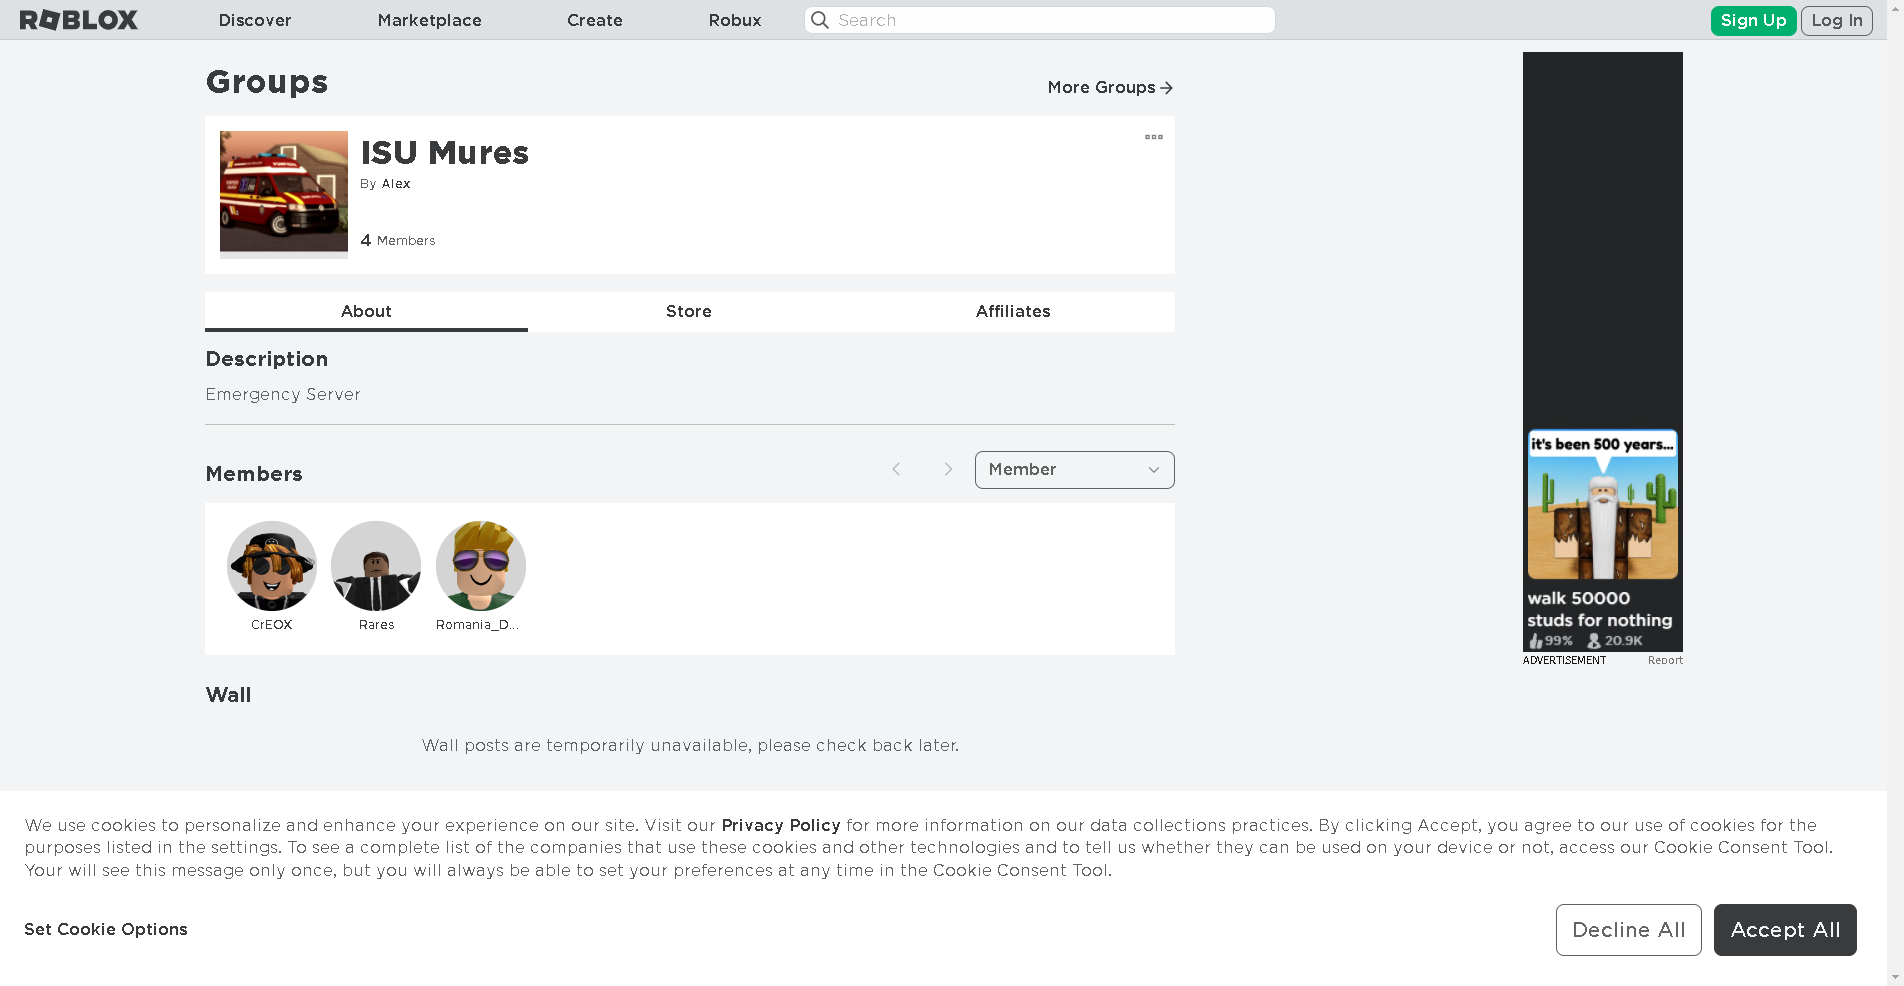 ROBLOX
Discover
Marketplace
Create
Robux
Search
Sign Up
Log In
Groups
More Groups
ISU Mures
By Alex
4 Members
About
Store
Affiliates
Description
Emergency Server
Members
Member
CrEOX
Rares
Romania_D...
Wall
Wall posts are temporarily unavailable, please check back later.
it's been 500 years...
walk 50000
studs for nothing
99% 20.9K
ADVERTISEMENT
Report
We use cookies to personalize and enhance your experience on our site. Visit our Privacy Policy for more information on our data collections practices. By clicking Accept, you agree to our use of cookies for the
purposes listed in the settings. To see a complete list of the companies that use these cookies and other technologies and to tell us whether they can be used on your device or not, access our Cookie Consent Tool.
Your will see this message only once, but you will always be able to set your preferences at any time in the Cookie Consent Tool.
Set Cookie Options
Decline All
Accept All